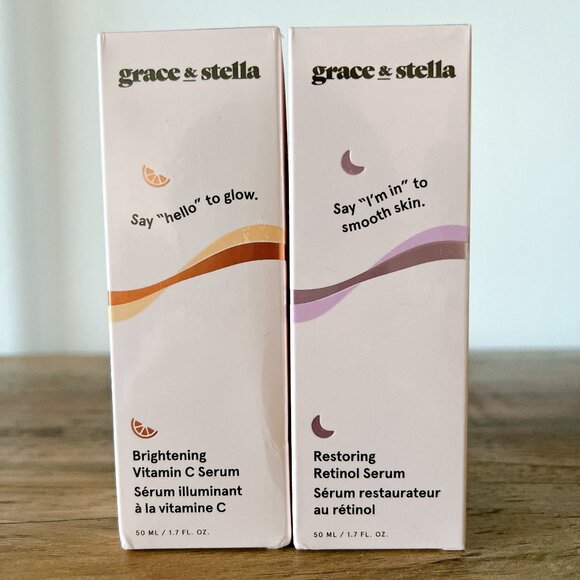 grace & stella
Say "hello" to glow.
Brightening
Vitamin C Serum
Sérum illuminant
à la vitamine C
50 ML / 1.7 FL. OZ.
grace & stella
Say "I'm in" to
smooth skin.
Restoring
Retinol Serum
Sérum restaurateur
au rétinol
50 ML / 1.7 FL. OZ.